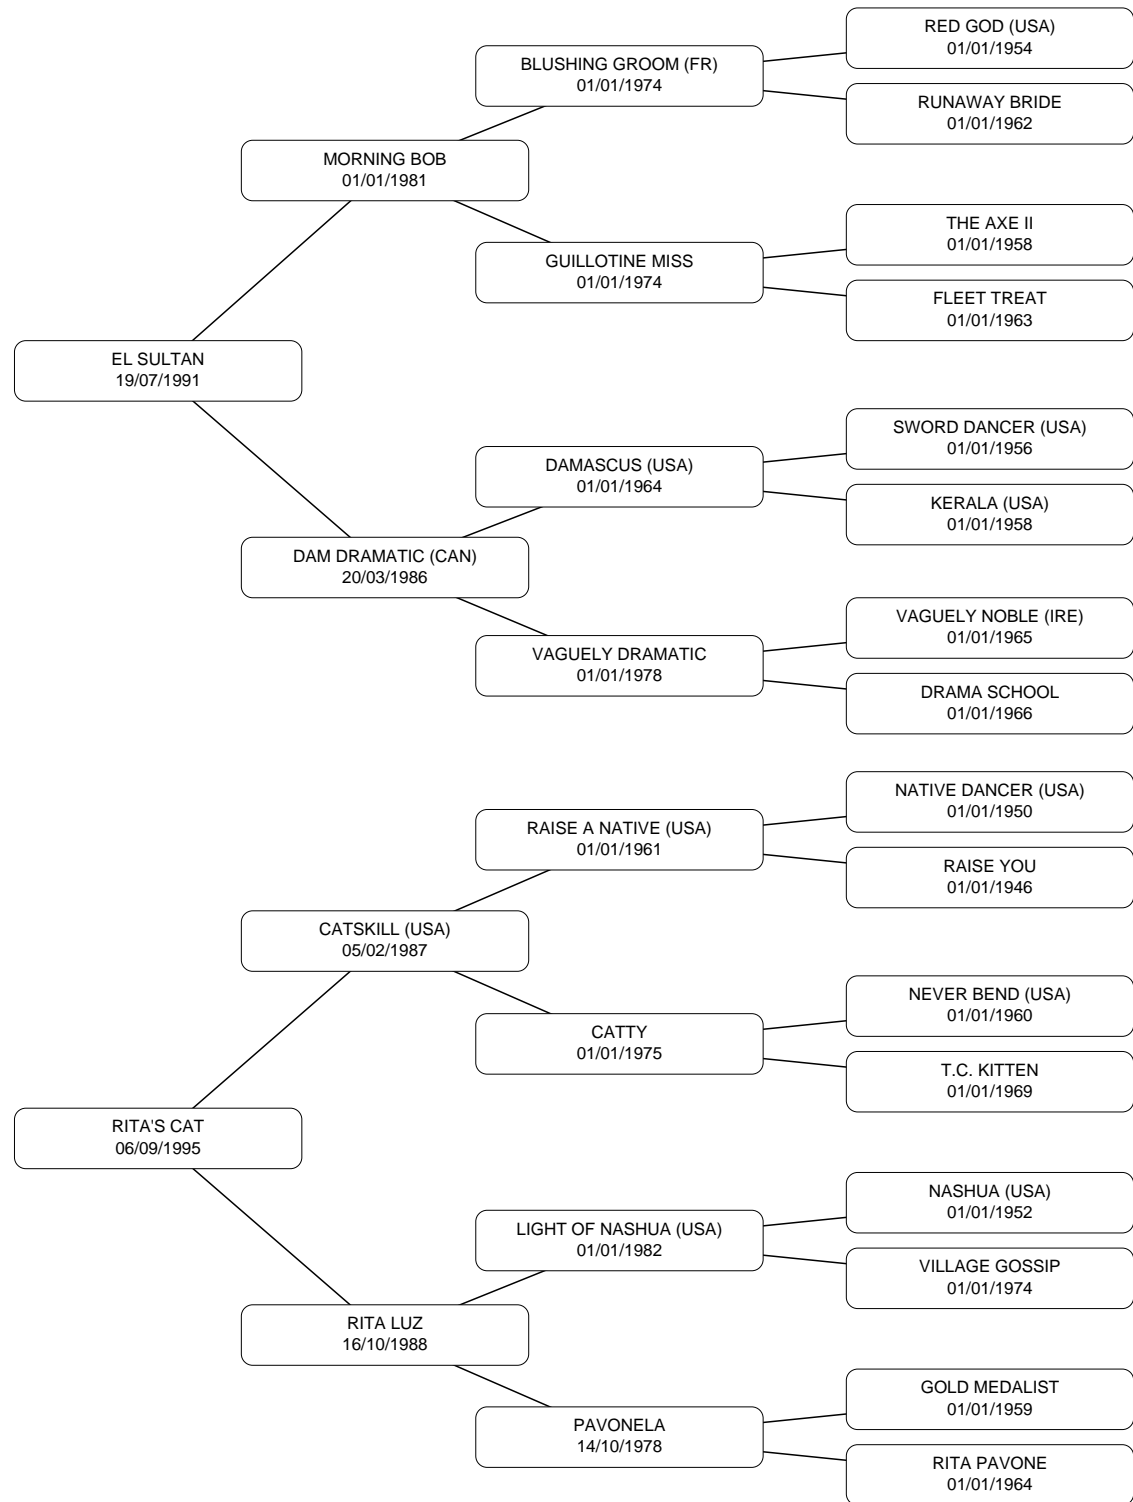 RED GOD (USA)
01/01/1954
BLUSHING GROOM (FR)
01/01/1974
RUNAWAY BRIDE
01/01/1962
MORNING BOB
01/01/1981
THE AXE II
01/01/1958
GUILLOTINE MISS
01/01/1974
FLEET TREAT
01/01/1963
EL SULTAN
19/07/1991
SWORD DANCER (USA)
01/01/1956
DAMASCUS (USA)
01/01/1964
KERALA (USA)
01/01/1958
DAM DRAMATIC (CAN)
20/03/1986
VAGUELY NOBLE (IRE)
01/01/1965
VAGUELY DRAMATIC
01/01/1978
DRAMA SCHOOL
01/01/1966
NATIVE DANCER (USA)
01/01/1950
RAISE A NATIVE (USA)
01/01/1961
RAISE YOU
01/01/1946
CATSKILL (USA)
05/02/1987
NEVER BEND (USA)
01/01/1960
CATTY
01/01/1975
T.C. KITTEN
01/01/1969
RITA'S CAT
06/09/1995
NASHUA (USA)
01/01/1952
LIGHT OF NASHUA (USA)
01/01/1982
VILLAGE GOSSIP
01/01/1974
RITA LUZ
16/10/1988
GOLD MEDALIST
01/01/1959
PAVONELA
14/10/1978
RITA PAVONE
01/01/1964